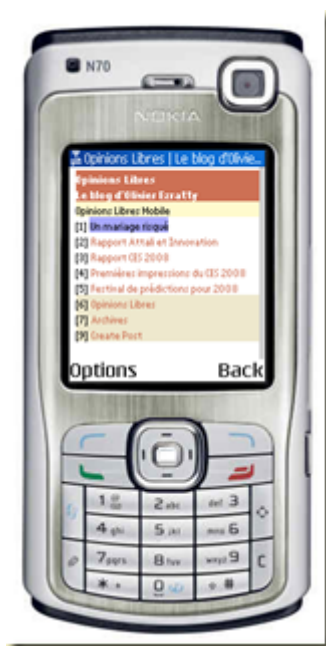 N70
NOKIA
Opinions Libres | Le blog d'Olivie...
Opinions Libres
Le blog d'Olivier Ezratty
Opinions Libres Mobile
[1] Un mariage risqué
[2] Rapport Attali et Innovation
[3] Rapport CES 2008
[4] Premières impressions du CES 2008
[5] Festival de prédictions pour 2008
[6] Opinions Libres
[7] Archives
[9] Create Post
Options Back
1 2 abc def 3
4 ghi 5 jkl mno 6
7 pqrs 8 tuv wxyz 9 C
* + 0 #